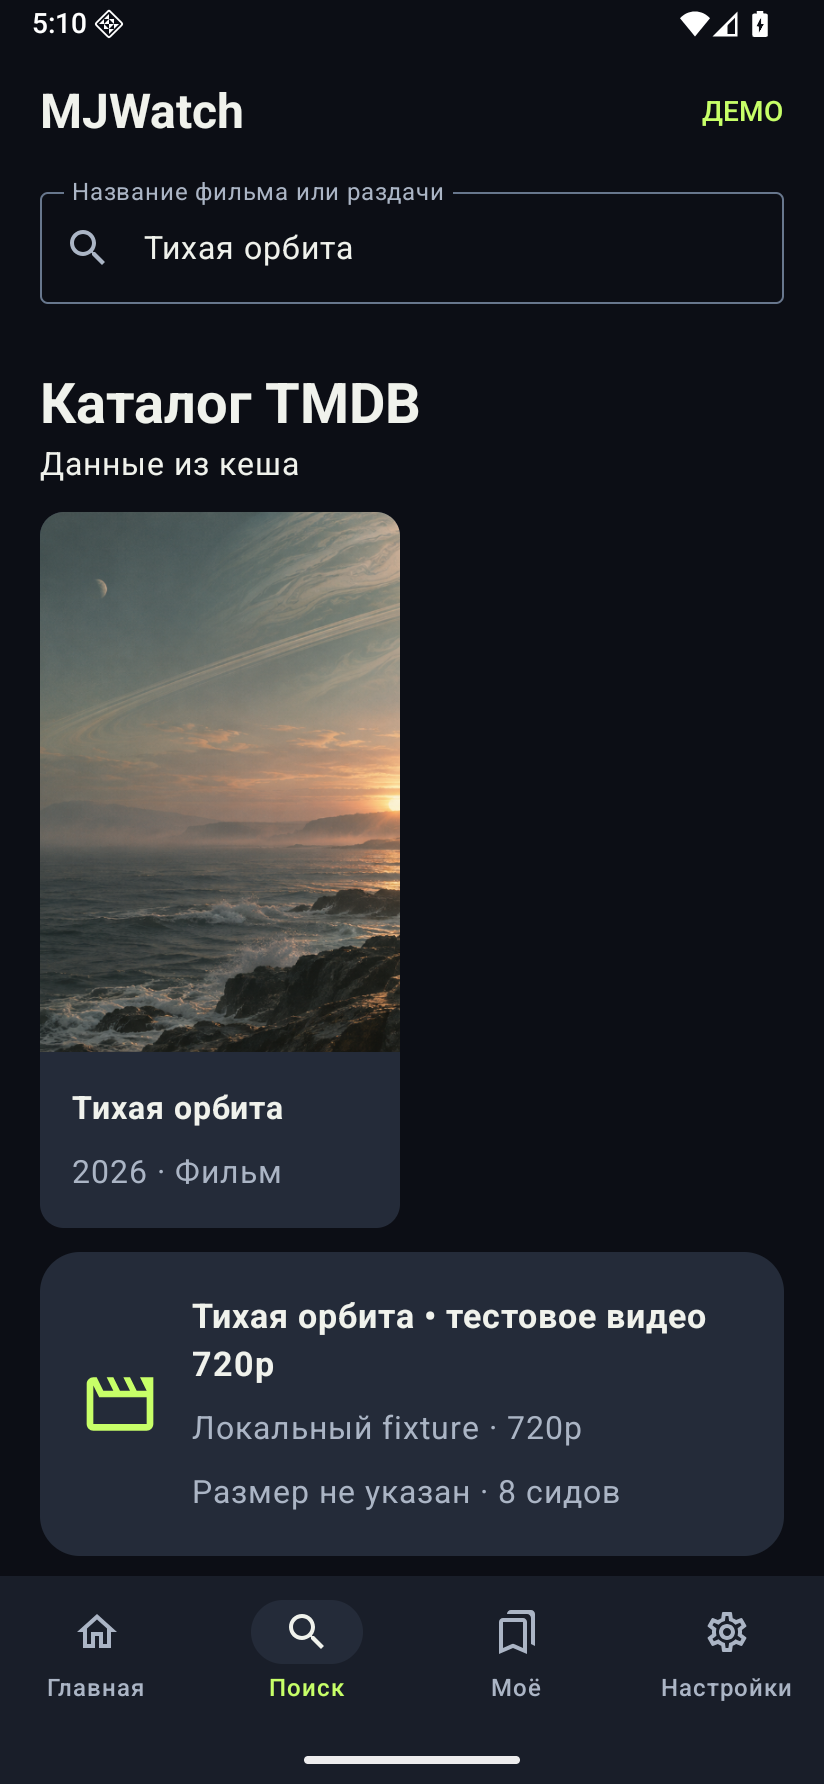 5:10
MJWatch
ДЕМО
Название фильма или раздачи
Тихая орбита
Каталог TMDB
Данные из кеша
Тихая орбита
2026 · Фильм
Тихая орбита • тестовое видео
720p
Локальный fixture · 720p
Размер не указан · 8 сидов
Главная
Поиск
Моё
Настройки